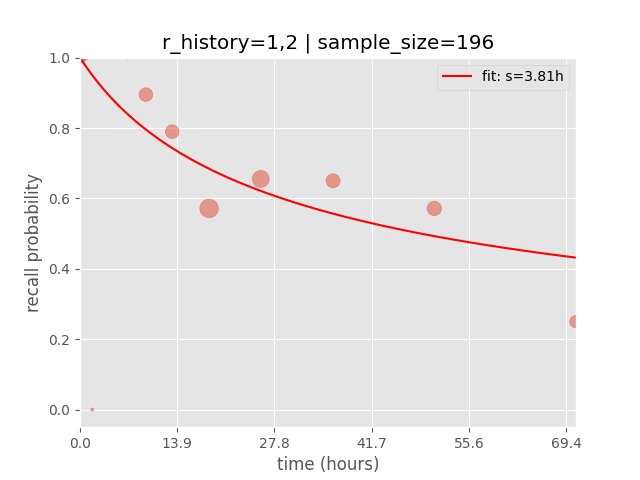 r_history=1,2 | sample_size=196
fit: s=3.81h
recall probability
1.0
0.8
0.6
0.4
0.2
0.0
0.0 13.9 27.8 41.7 55.6 69.4
time (hours)